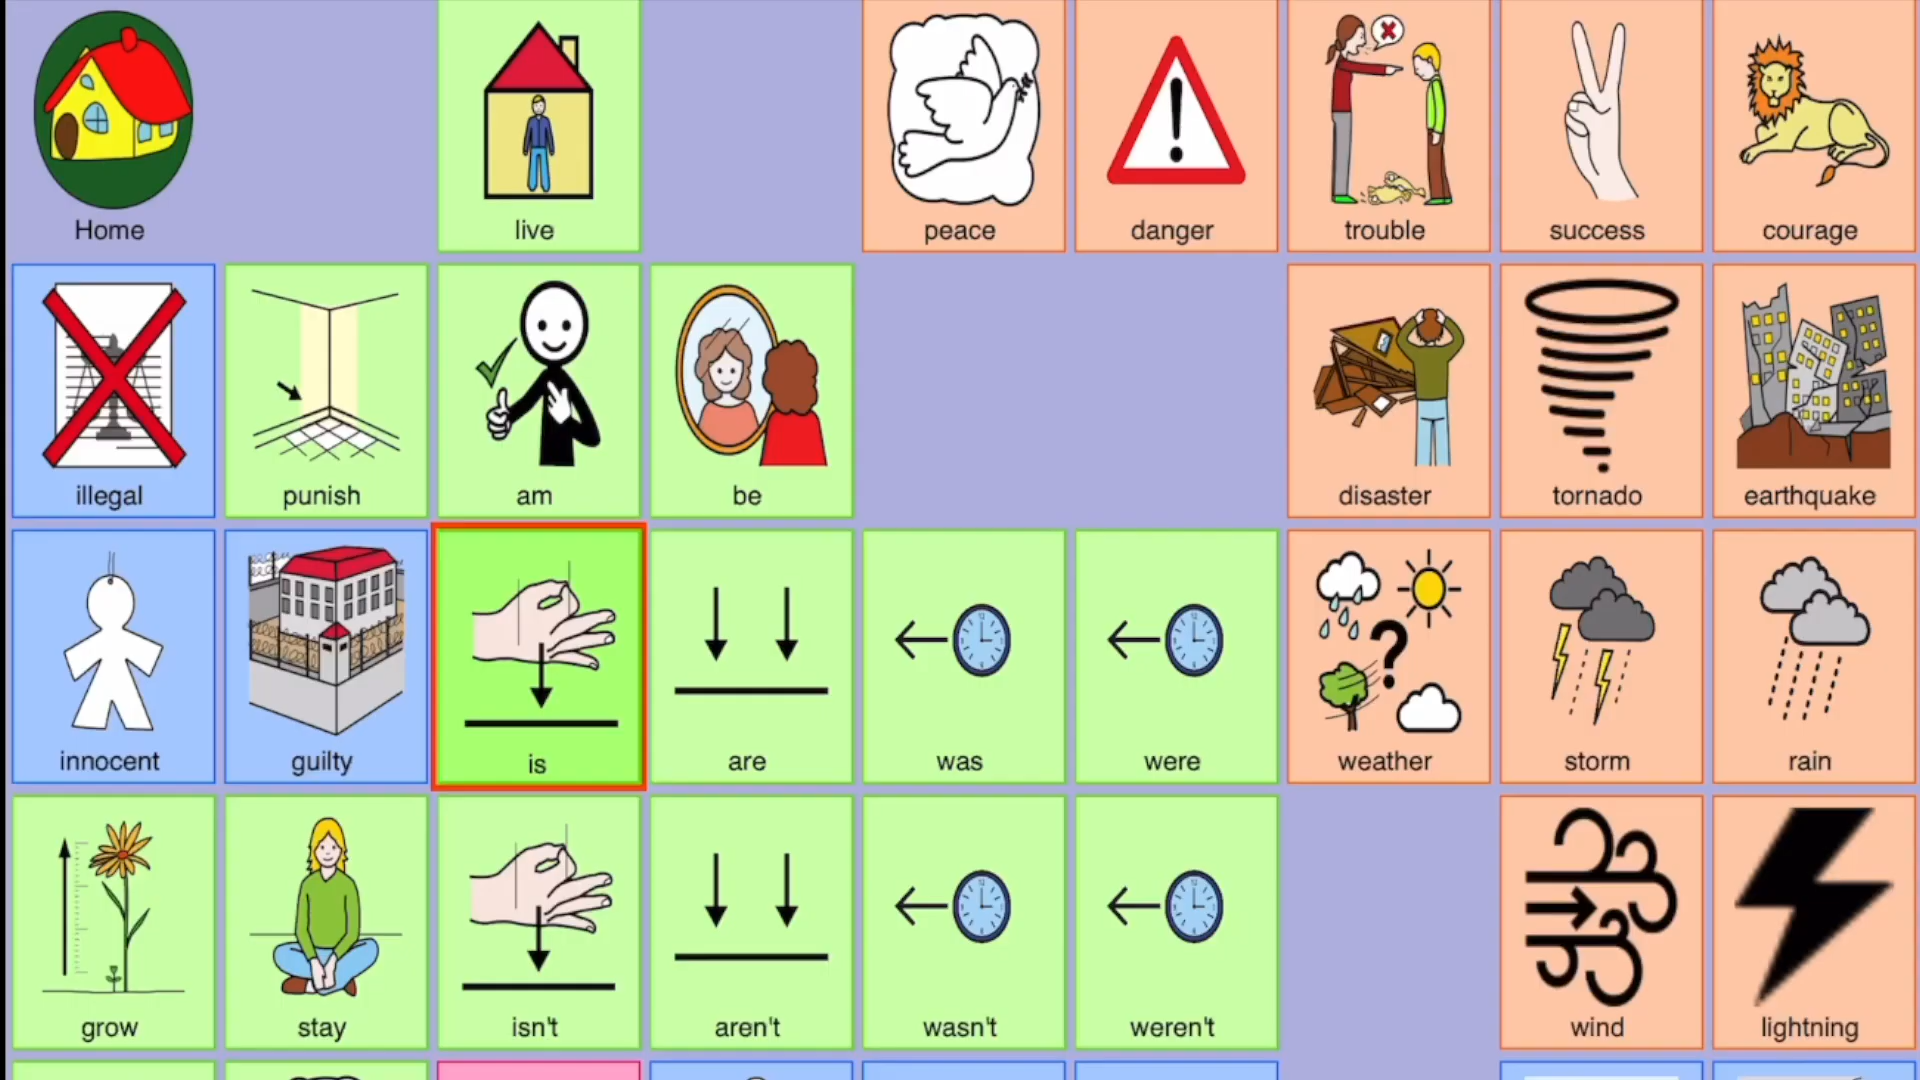 Home
live
peace
danger
trouble
success
courage
illegal
punish
am
be
disaster
tornado
earthquake
innocent
guilty
is
are
was
were
weather
storm
rain
grow
stay
isn't
aren't
wasn't
weren't
wind
lightning